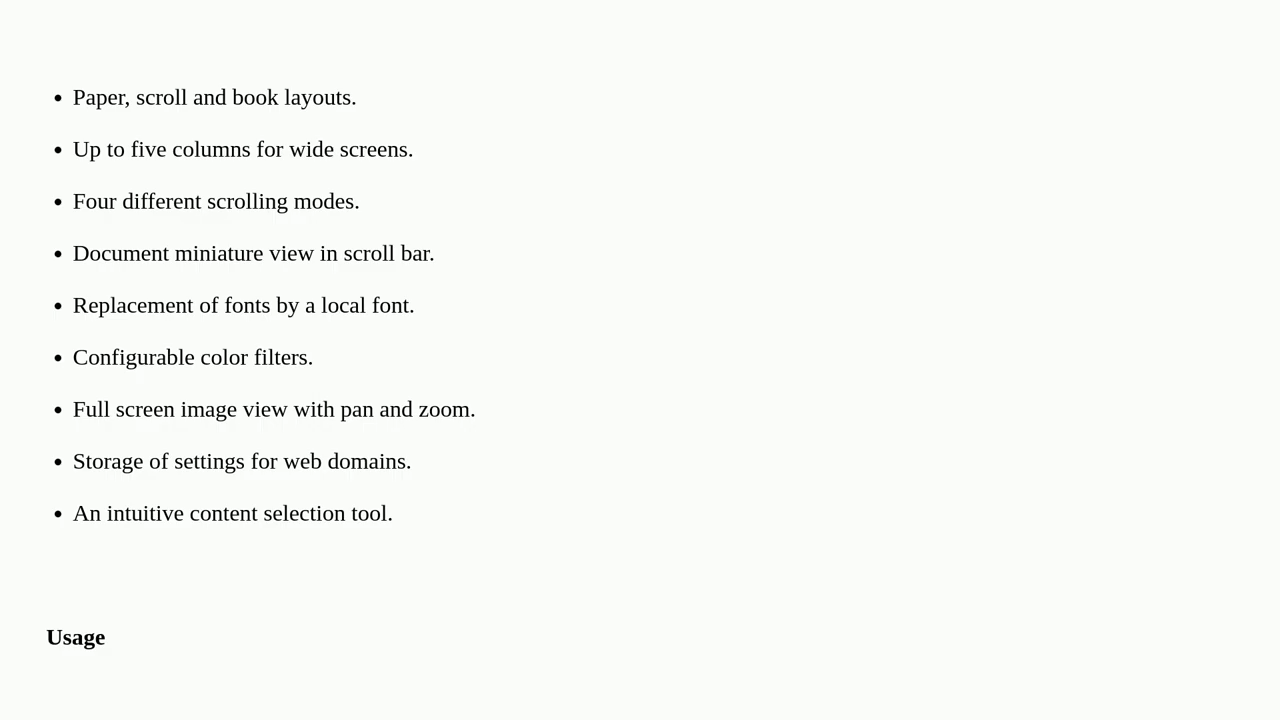 • Paper, scroll and book layouts.
• Up to five columns for wide screens.
• Four different scrolling modes.
• Document miniature view in scroll bar.
• Replacement of fonts by a local font.
• Configurable color filters.
• Full screen image view with pan and zoom.
• Storage of settings for web domains.
• An intuitive content selection tool.
Usage